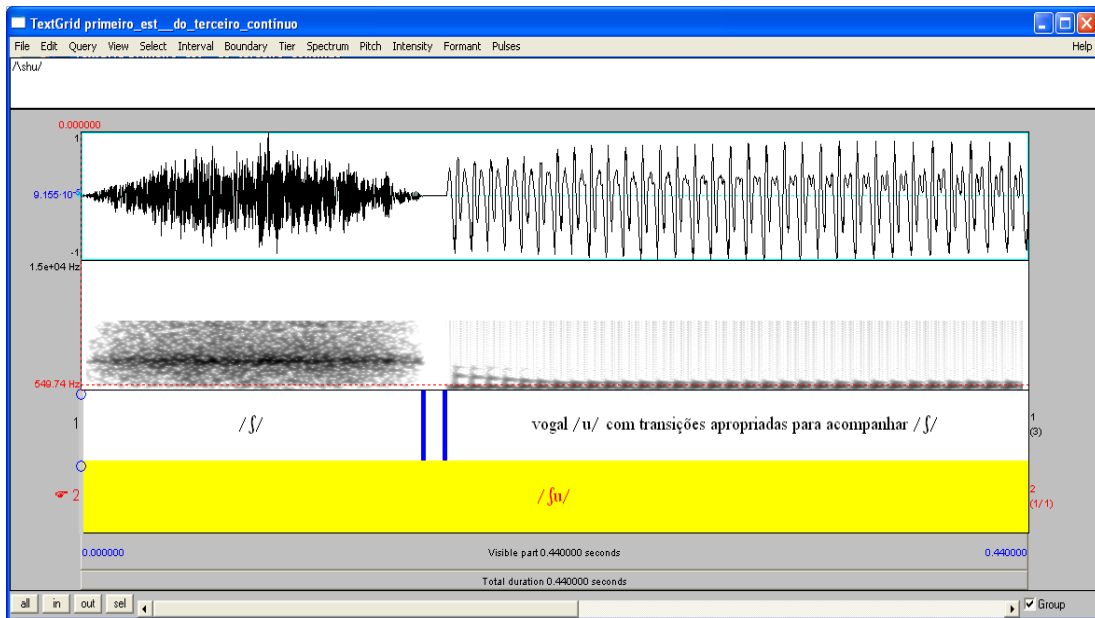 TextGrid primeiro_est__do_terceiro_contínuo
File Edit Query View Select Interval Boundary Tier Spectrum Pitch Intensity Formant Pulses Help
/\shu/
0.000000
1
-1
1.5e+04 Hz
549.74 Hz
1 /ʃ/ vogal /u/ com transições apropriadas para acompanhar /ʃ/ 1
(3)
2 /ʃu/ 2
(1/1)
0.000000 Visible part 0.440000 seconds 0.440000
Total duration 0.440000 seconds
all in out sel Group